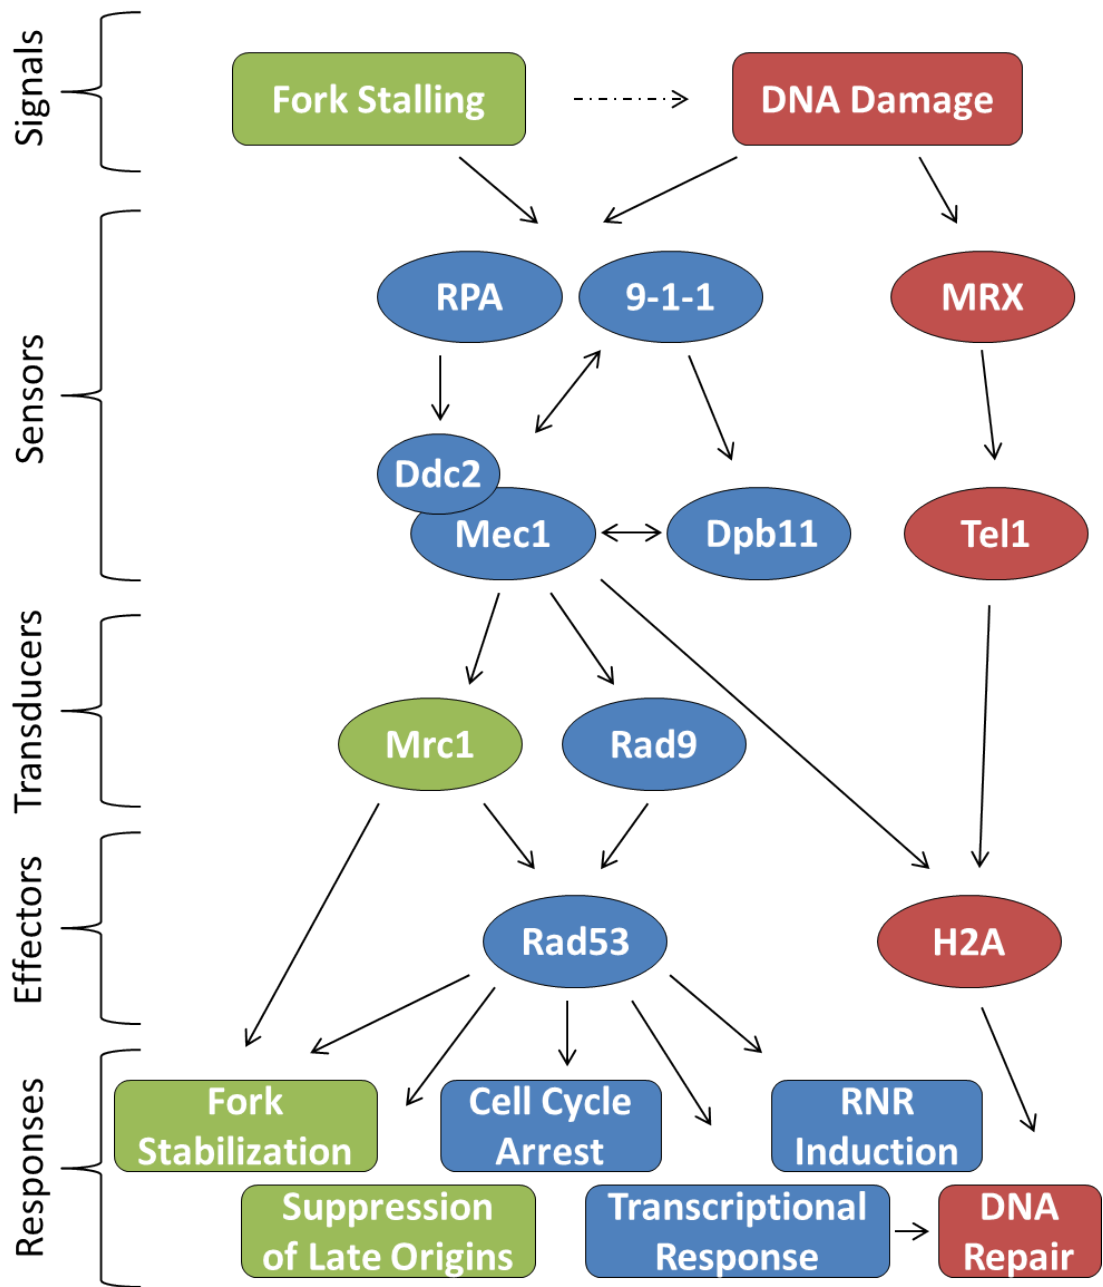 Signals
Fork Stalling
DNA Damage
Sensors
RPA
9-1-1
MRX
Ddc2
Mec1
Dpb11
Tel1
Transducers
Mrc1
Rad9
Effectors
Rad53
H2A
Responses
Fork
Stabilization
Cell Cycle
Arrest
RNR
Induction
Suppression
of Late Origins
Transcriptional
Response
DNA
Repair